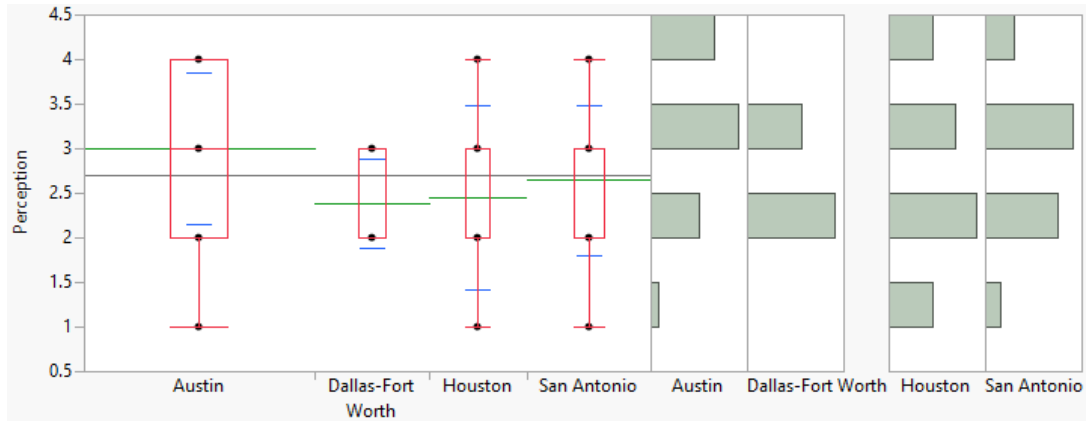 4.5
4
3.5
3
2.5
2
1.5
1
0.5
Perception
Austin
Dallas-Fort
Worth
Houston
San Antonio
Austin
Dallas-Fort Worth
Houston
San Antonio